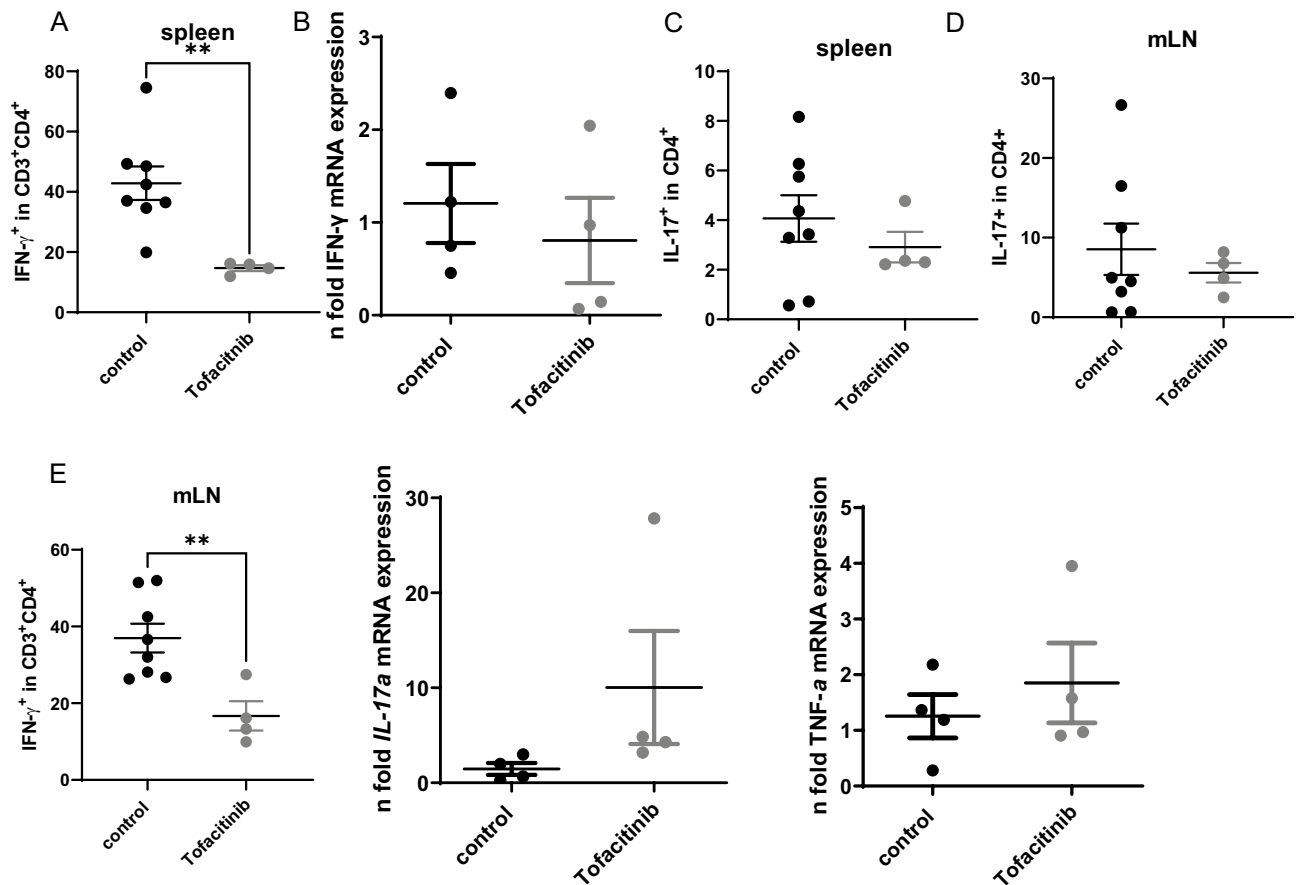 A
spleen
**
IFN-γ⁺ in CD3⁺CD4⁺
80
60
40
20
0
control
Tofacitnib
B
n fold IFN-γ mRNA expression
3
2
1
0
control
Tofacitinib
C
spleen
IL-17⁺ in CD4⁺
10
8
6
4
2
0
control
Tofacitinib
D
mLN
IL-17+ in CD4+
30
20
10
0
control
Tofacitinib
E
mLN
**
IFN-γ⁺ in CD3⁺CD4⁺
60
40
20
0
control
Tofacitinib
n fold IL-17a mRNA expression
30
20
10
0
control
Tofacitinib
n fold TNF-a mRNA expression
5
4
3
2
1
0
control
Tofacitinib